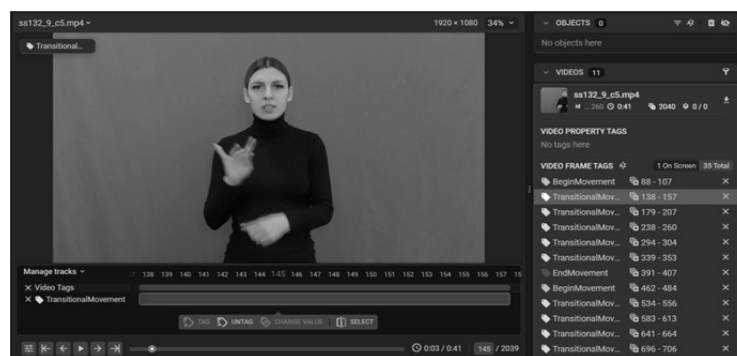 ss132_9_c5.mp4
1920 × 1080 34%
Transitional...
Manage tracks
137 138 139 140 141 142 143 144 145 146 147 148 149 150 151 152 153 154 155 156 157 15
Video Tags
TransitionalMovement
TAG UNTAG CHANGE VALUE SELECT
0:03 / 0:41 145 / 2039
OBJECTS 0
No objects here
VIDEOS 11
ss132_9_c5.mp4
... 260 0:41 2040 0 / 0
VIDEO PROPERTY TAGS
No tags here
VIDEO FRAME TAGS 1 On Screen 35 Total
BeginMovement 88 - 107
TransitionalMov... 138 - 157
TransitionalMov... 179 - 207
TransitionalMov... 238 - 260
TransitionalMov... 294 - 304
TransitionalMov... 339 - 353
EndMovement 391 - 407
BeginMovement 462 - 484
TransitionalMov... 534 - 556
TransitionalMov... 583 - 613
TransitionalMov... 641 - 664
TransitionalMov... 696 - 706